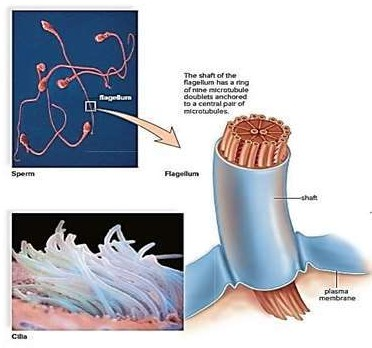 The shaft of the
flagellum has a ring
of nine microtubule
doublets anchored
to a central pair of
microtubules.
flagellum
Sperm
Flagellum
shaft
plasma
membrane
Cilia